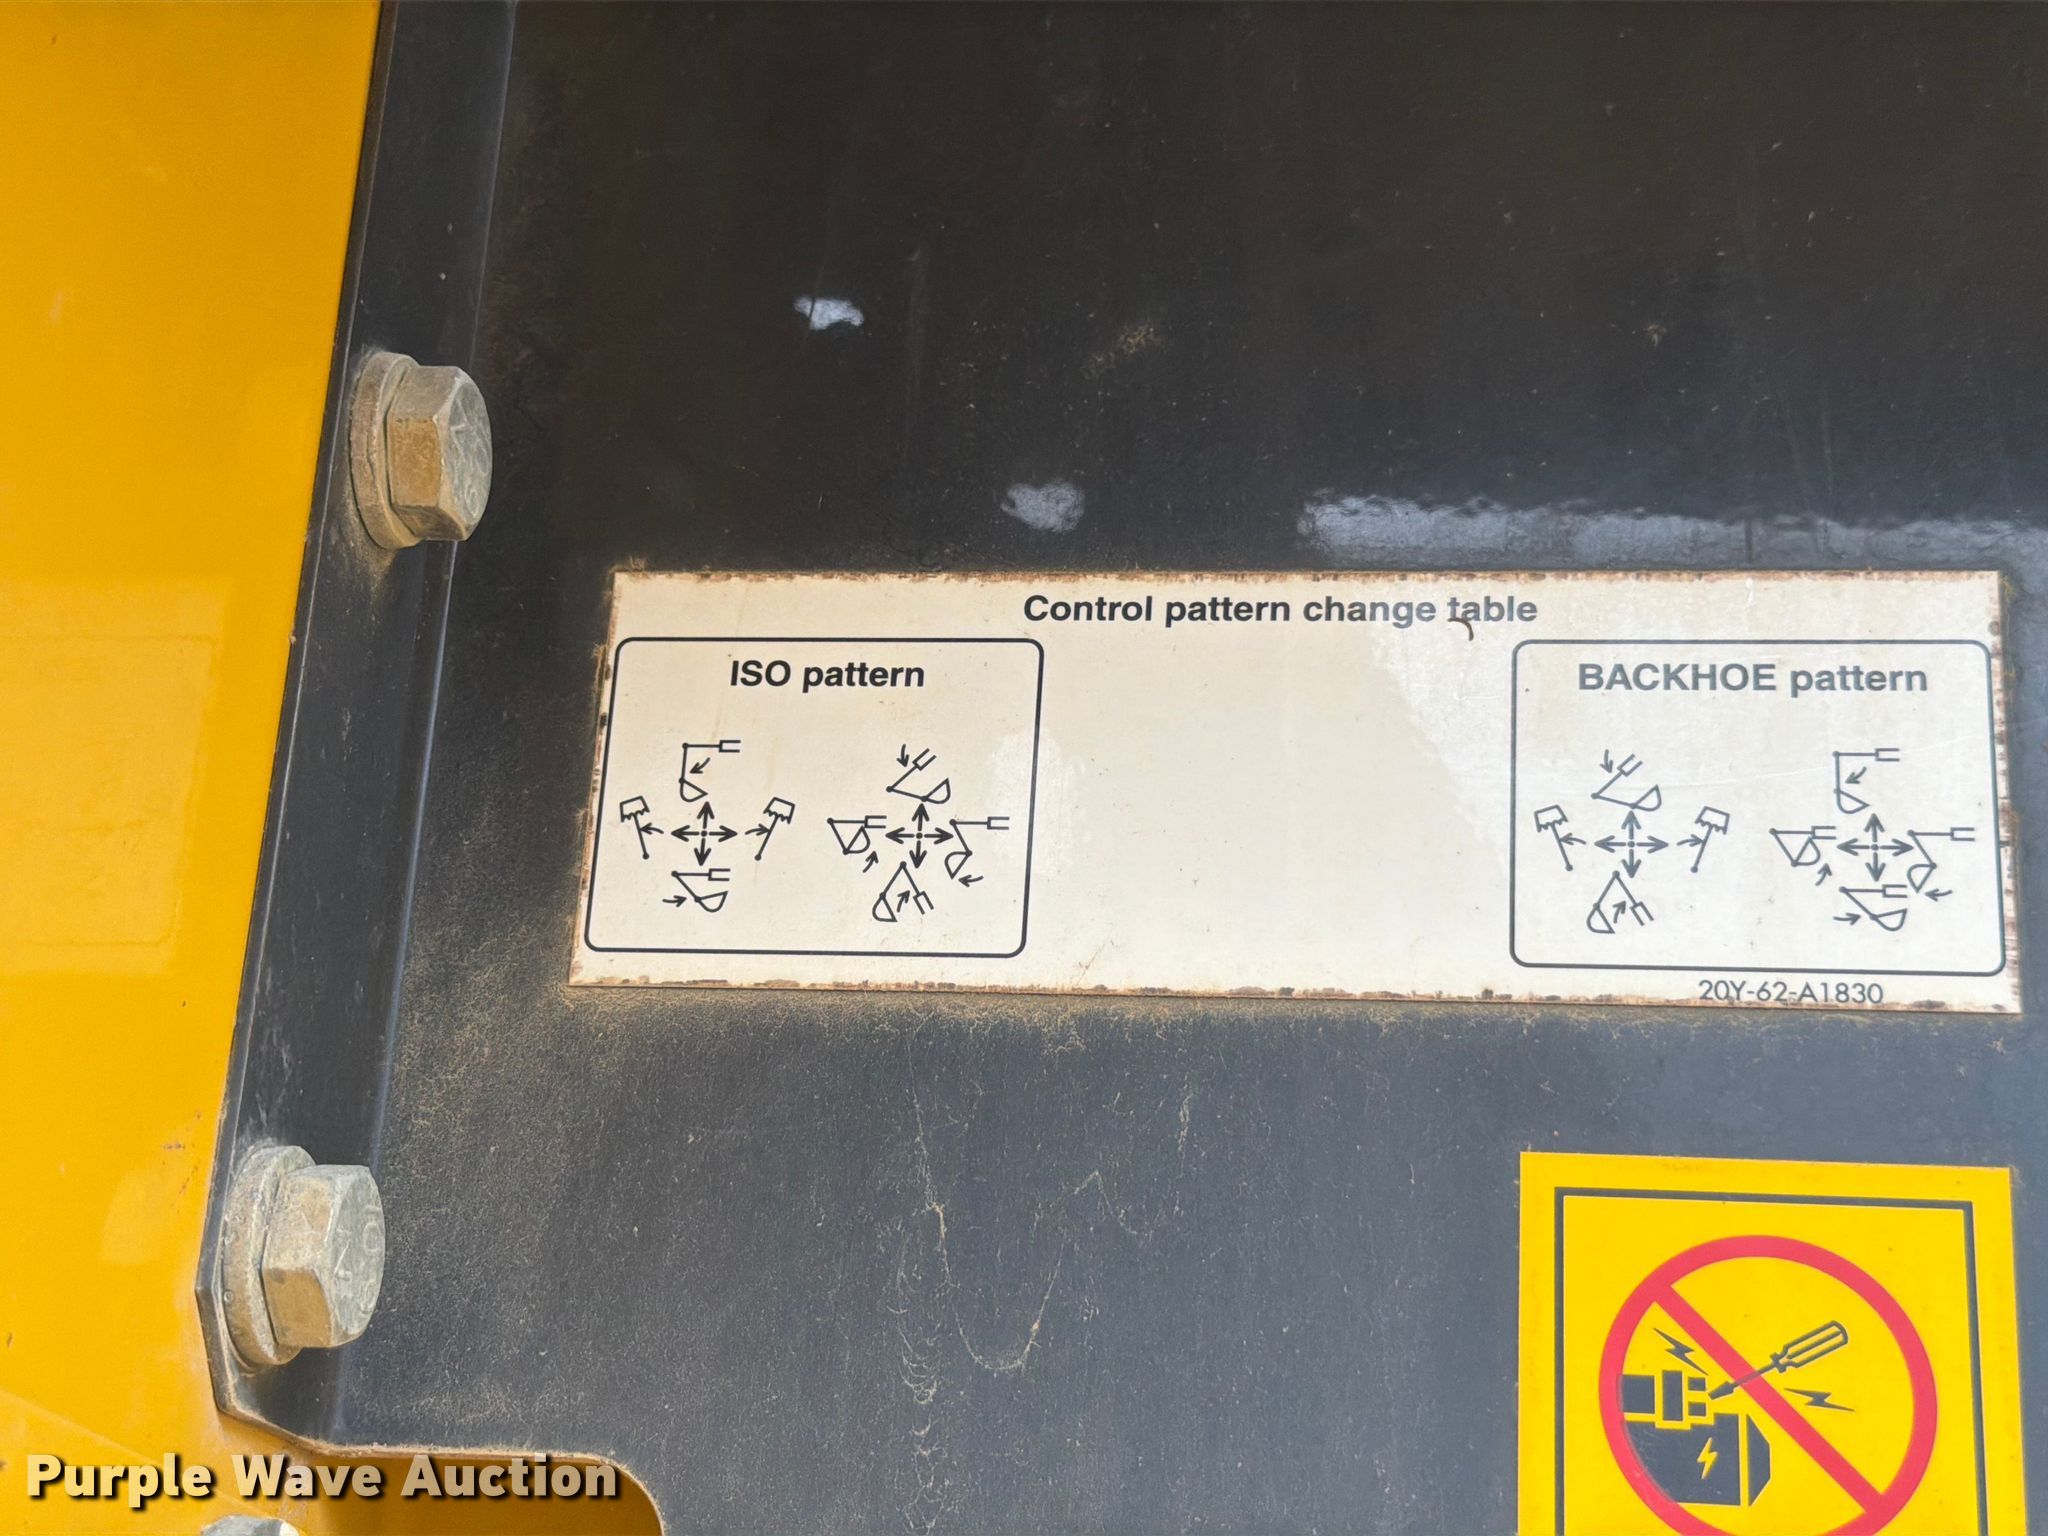 Control pattern change table
ISO pattern
BACKHOE pattern
20Y-62-A1830
Purple Wave Auction